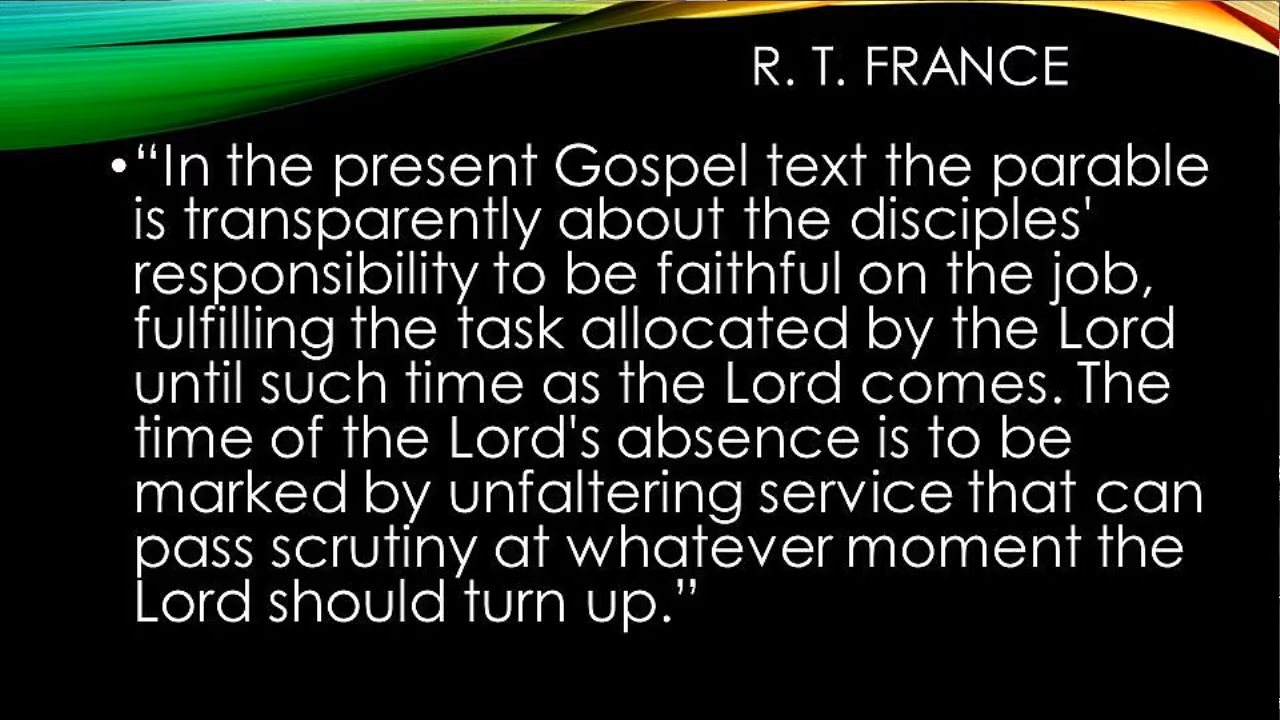 R. T. FRANCE
•“In the present Gospel text the parable
is transparently about the disciples'
responsibility to be faithful on the job,
fulfilling the task allocated by the Lord
until such time as the Lord comes. The
time of the Lord's absence is to be
marked by unfaltering service that can
pass scrutiny at whatever moment the
Lord should turn up.”